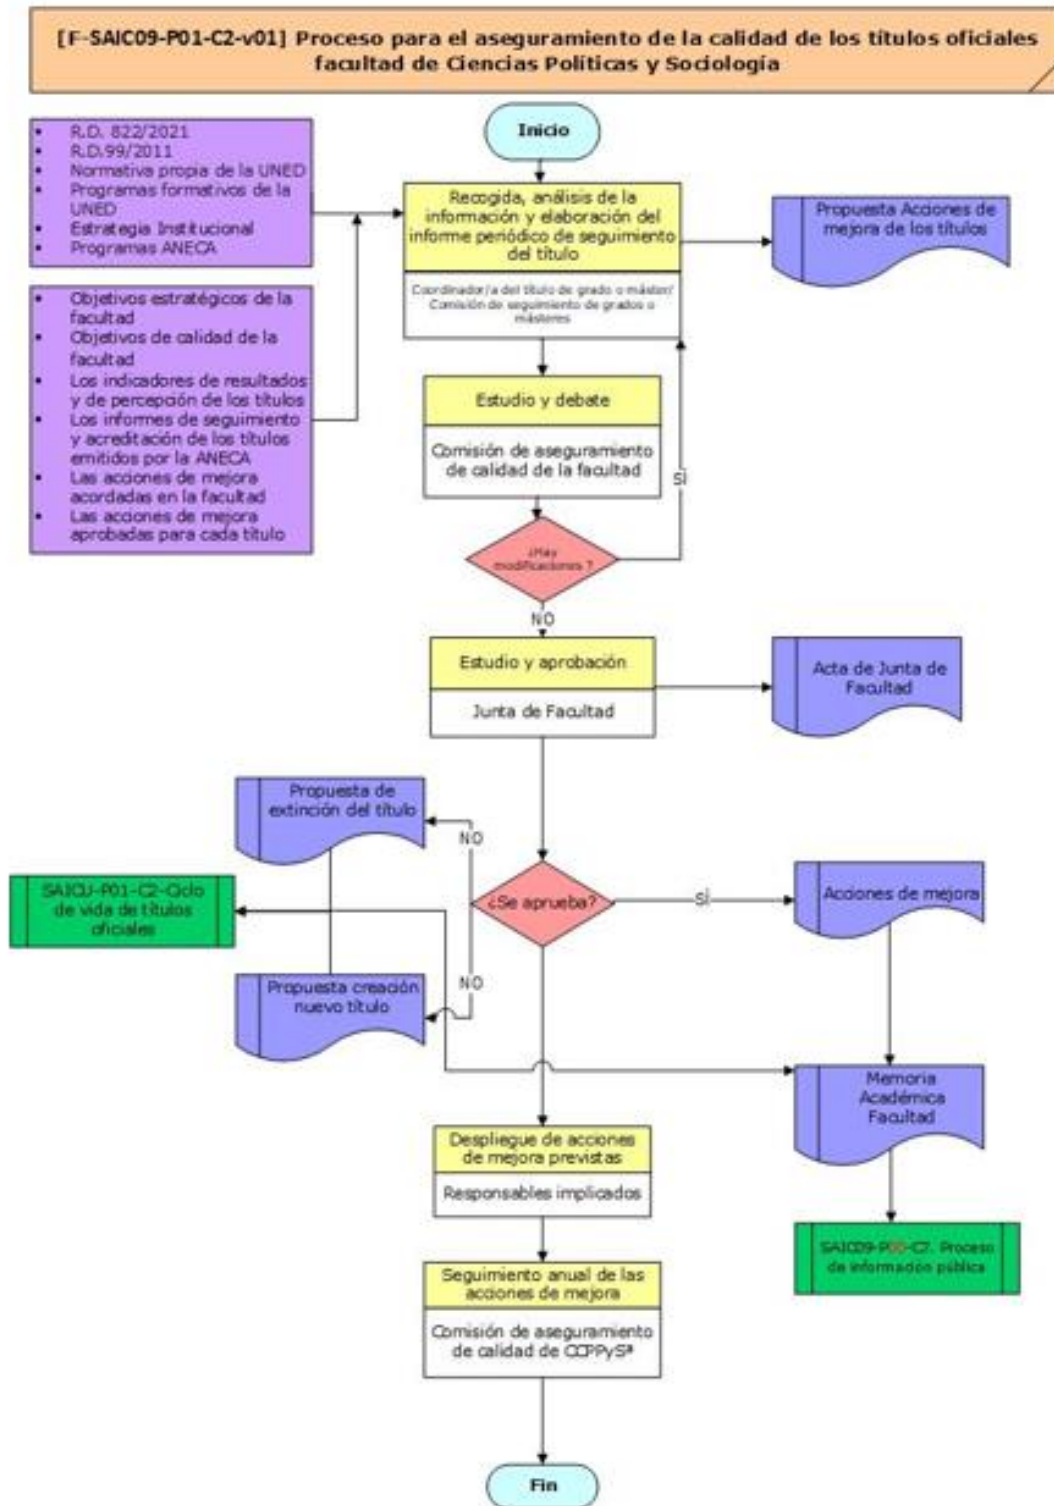 [F-SAIC09-P01-C2-v01] Proceso para el aseguramiento de la calidad de los títulos oficiales
facultad de Ciencias Políticas y Sociología
Inicio
• R.D. 822/2021
• R.D.99/2011
• Normativa propia de la UNED
• Programas formativos de la
UNED
• Estrategia Institucional
• Programas ANECA
Recogida, análisis de la
información y elaboración del
informe periódico de seguimiento
del título
Coordinador/a del título de grado o máster/
Comisión de seguimiento de grados o
másteres
Propuesta Acciones de
mejora de los títulos
• Objetivos estratégicos de la
facultad
• Objetivos de calidad de la
facultad
• Los indicadores de resultados
y de percepción de los títulos
• Los informes de seguimiento
y acreditación de los títulos
emitidos por la ANECA
• Las acciones de mejora
acordadas en la facultad
• Las acciones de mejora
aprobadas para cada título
Estudio y debate
Comisión de aseguramiento
de calidad de la facultad
SÍ
¿Hay
modificaciones ?
NO
Estudio y aprobación
Junta de Facultad
Acta de Junta de
Facultad
Propuesta de
extinción del título
NO
SAICU-P01-C2-Ciclo
de vida de títulos
oficiales
¿Se aprueba?
SÍ
Acciones de mejora
NO
Propuesta creación
nuevo título
Memoria
Académica
Facultad
Despliegue de acciones
de mejora previstas
Responsables implicados
SAIC09-P00-C7. Proceso
de información pública
Seguimiento anual de las
acciones de mejora
Comisión de aseguramiento
de calidad de CCPPySª
Fin